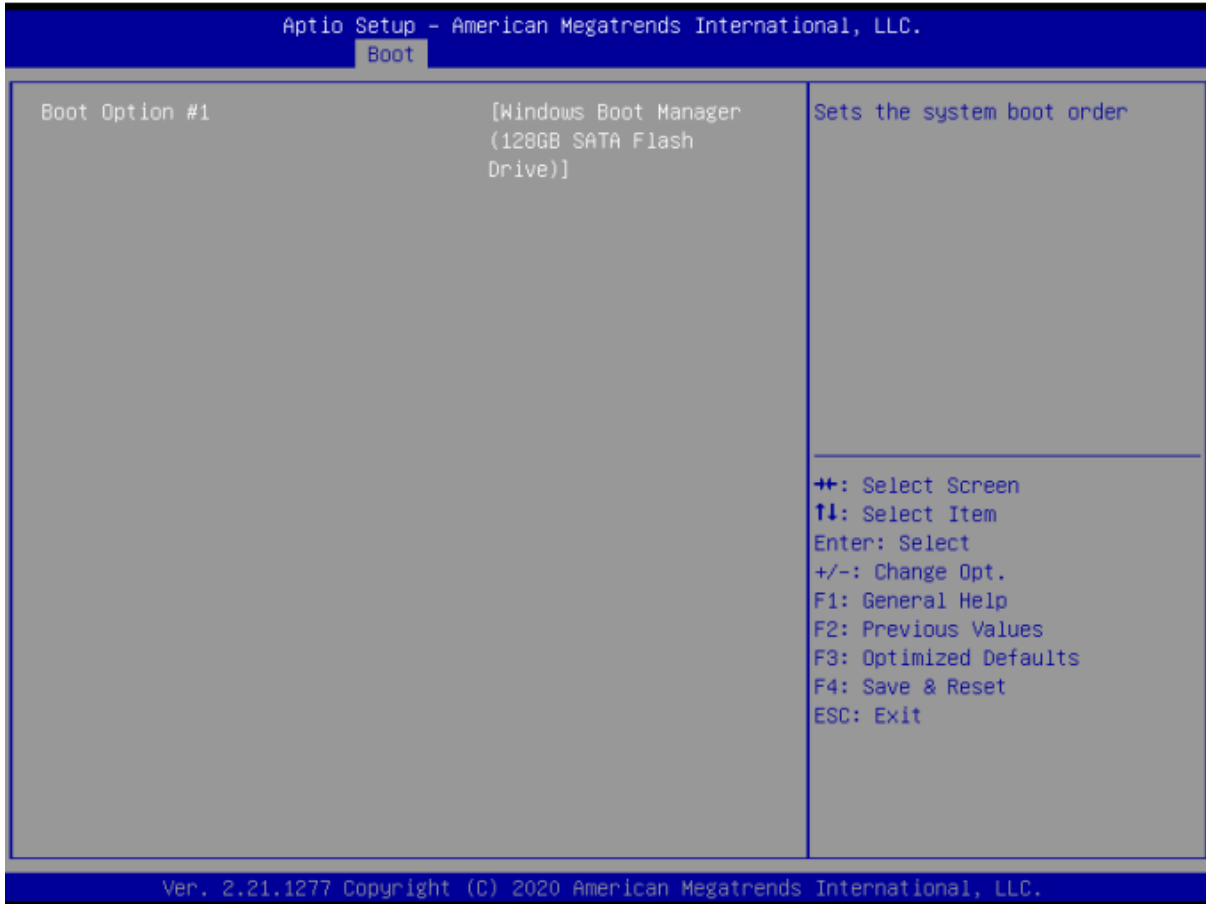 Aptio Setup – American Megatrends International, LLC.
Boot
Boot Option #1
[Windows Boot Manager
(128GB SATA Flash
Drive)]
Sets the system boot order
→←: Select Screen
↑↓: Select Item
Enter: Select
+/-: Change Opt.
F1: General Help
F2: Previous Values
F3: Optimized Defaults
F4: Save & Reset
ESC: Exit
Ver. 2.21.1277 Copyright (C) 2020 American Megatrends International, LLC.